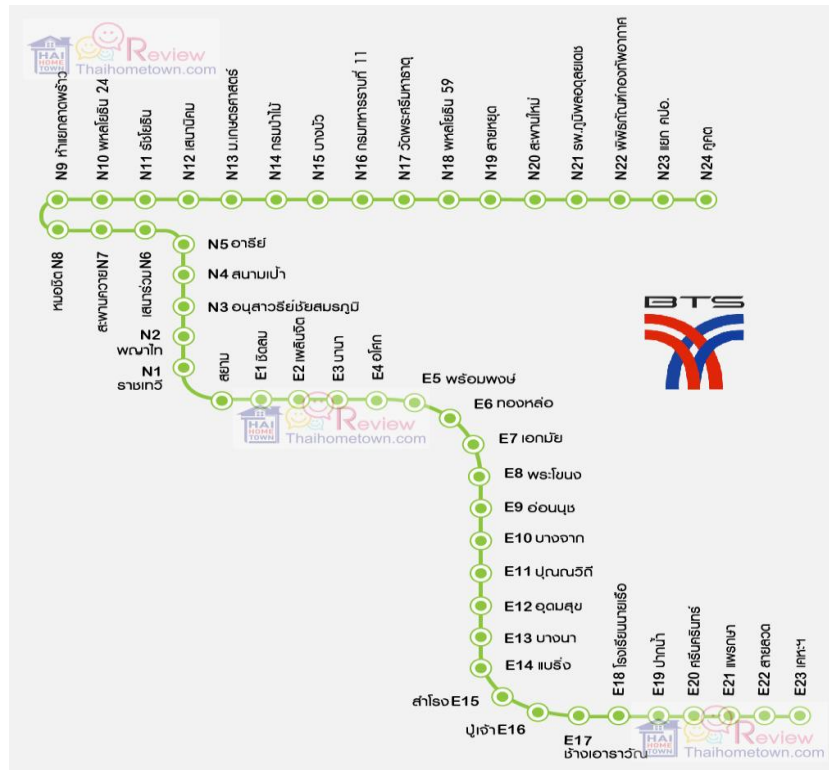 HAI
HOME
TOWN
Review
Thaihometown.com
N9 ห้าแยกลาดพร้าว
N10 พหลโยธิน 24
N11 รัชโยธิน
N12 เสนานิคม
N13 ม.เกษตรศาสตร์
N14 กรมป่าไม้
N15 บางบัว
N16 กรมทหารราบที่ 11
N17 วัดพระศรีมหาธาตุ
N18 พหลโยธิน 59
N19 สายหยุด
N20 สะพานใหม่
N21 รพ.ภูมิพลอดุลยเดช
N22 พิพิธภัณฑ์กองทัพอากาศ
N23 แยก คปอ.
N24 คูคต
หมอชิต N8
สะพานควาย N7
เสนาร่วม N6
N5 อารีย์
N4 สนามเป้า
N3 อนุสาวรีย์ชัยสมรภูมิ
N2
พญาไท
N1
ราชเทวี
BTS
สยาม
E1 ชิดลม
E2 เพลินจิต
E3 นานา
E4 อโศก
E5 พร้อมพงษ์
E6 ทองหล่อ
HAI
HOME
TOWN
Review
Thaihometown.com
E7 เอกมัย
E8 พระโขนง
E9 อ่อนนุช
E10 บางจาก
E11 ปุณณวิถี
E12 อุดมสุข
E13 บางนา
E14 แบริ่ง
สำโรง E15
ปู่เจ้า E16
E17
ช้างเอราวัณ
E18 โรงเรียนนายเรือ
E19 ปากน้ำ
E20 ศรีนครินทร์
E21 แพรกษา
E22 สายลวด
E23 เคหะฯ
HAI
HOME
TOWN
Review
Thaihometown.com